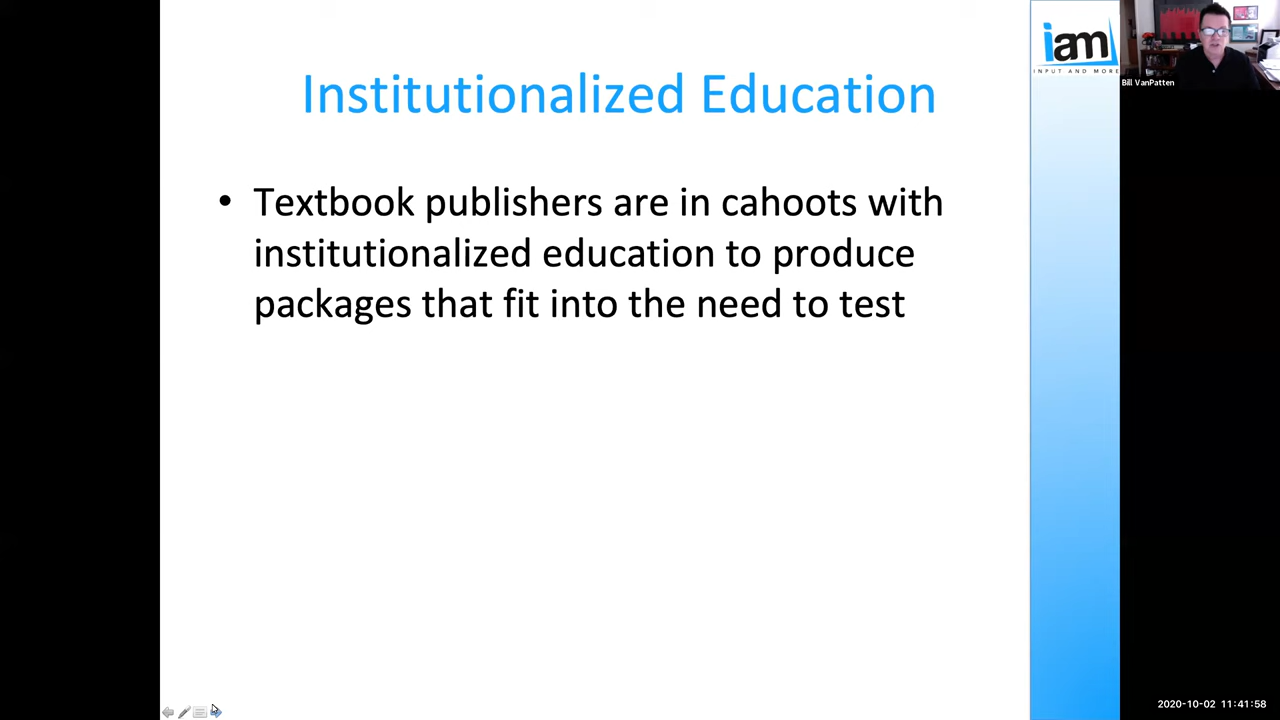 Institutionalized Education
• Textbook publishers are in cahoots with
institutionalized education to produce
packages that fit into the need to test
iam
INPUT AND MORE
Bill VanPatten
2020-10-02 11:41:58